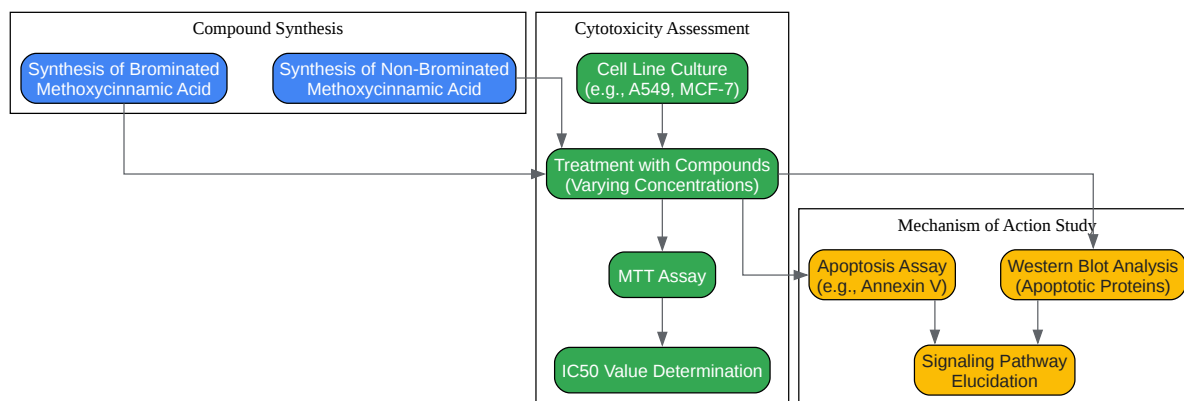 Compound Synthesis
Synthesis of Brominated
Methoxycinnamic Acid
Synthesis of Non-Brominated
Methoxycinnamic Acid
Cytotoxicity Assessment
Cell Line Culture
(e.g., A549, MCF-7)
Treatment with Compounds
(Varying Concentrations)
MTT Assay
IC50 Value Determination
Mechanism of Action Study
Apoptosis Assay
(e.g., Annexin V)
Western Blot Analysis
(Apoptotic Proteins)
Signaling Pathway
Elucidation